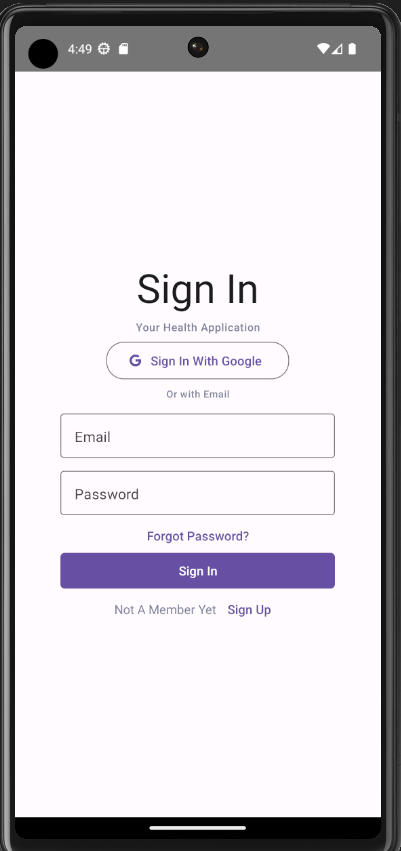 4:49
Sign In
Your Health Application
G Sign In With Google
Or with Email
Email
Password
Forgot Password?
Sign In
Not A Member Yet Sign Up